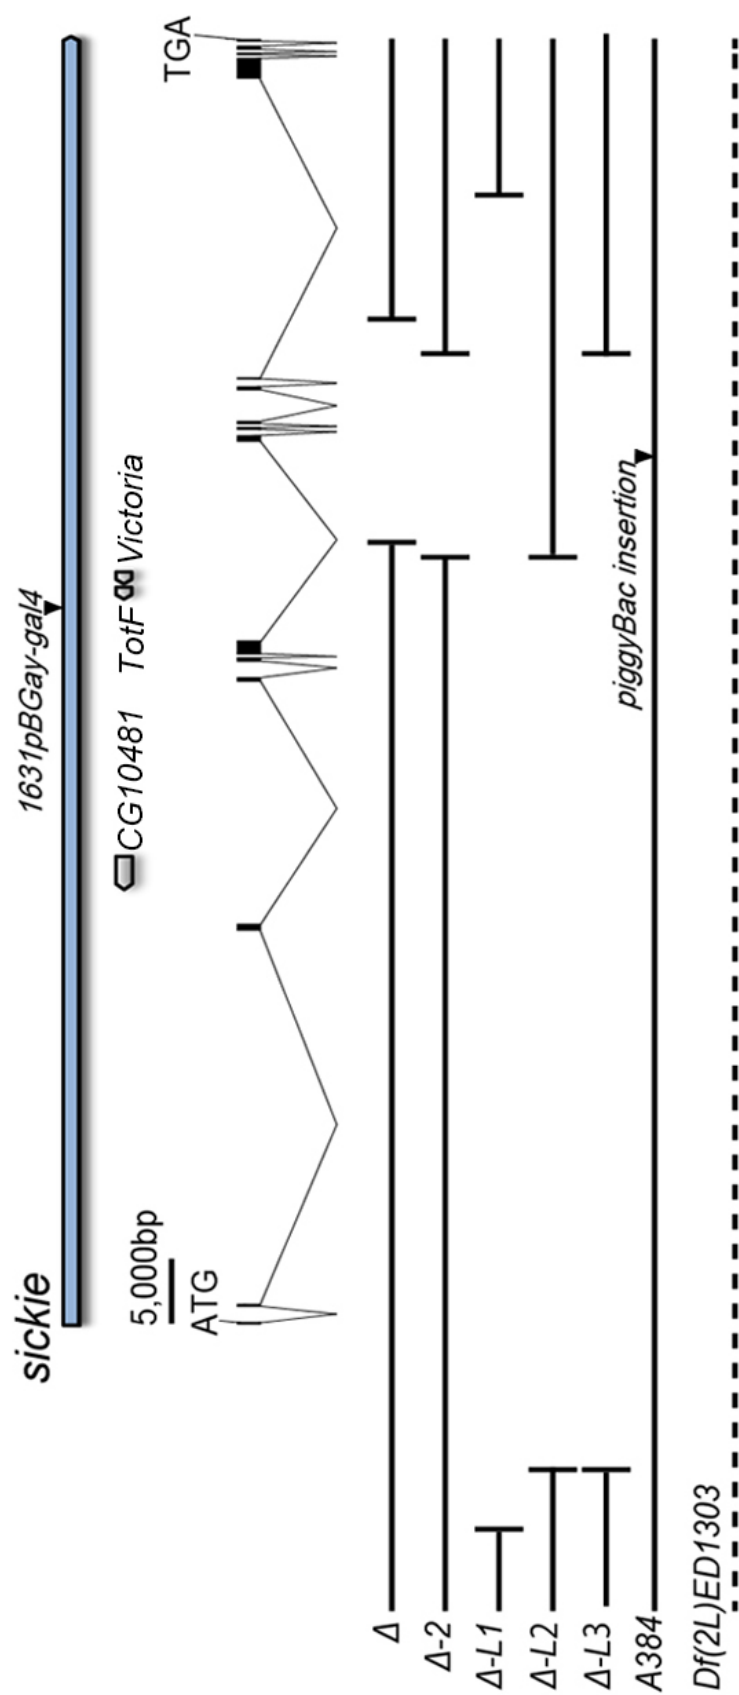 sickie
1631pBGay-gal4
CG10481 TotF Victoria
5,000bp
ATG
TGA
Δ
Δ-2
Δ-L1
Δ-L2
Δ-L3
piggyBac insertion
A384
Df(2L)ED1303